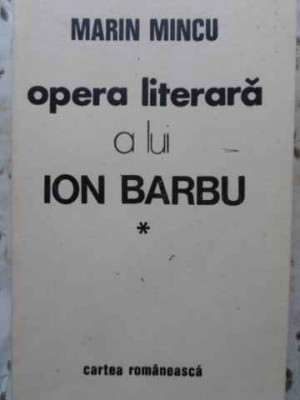 MARIN MINCU
opera literară
a lui
ION BARBU
*
cartea românească